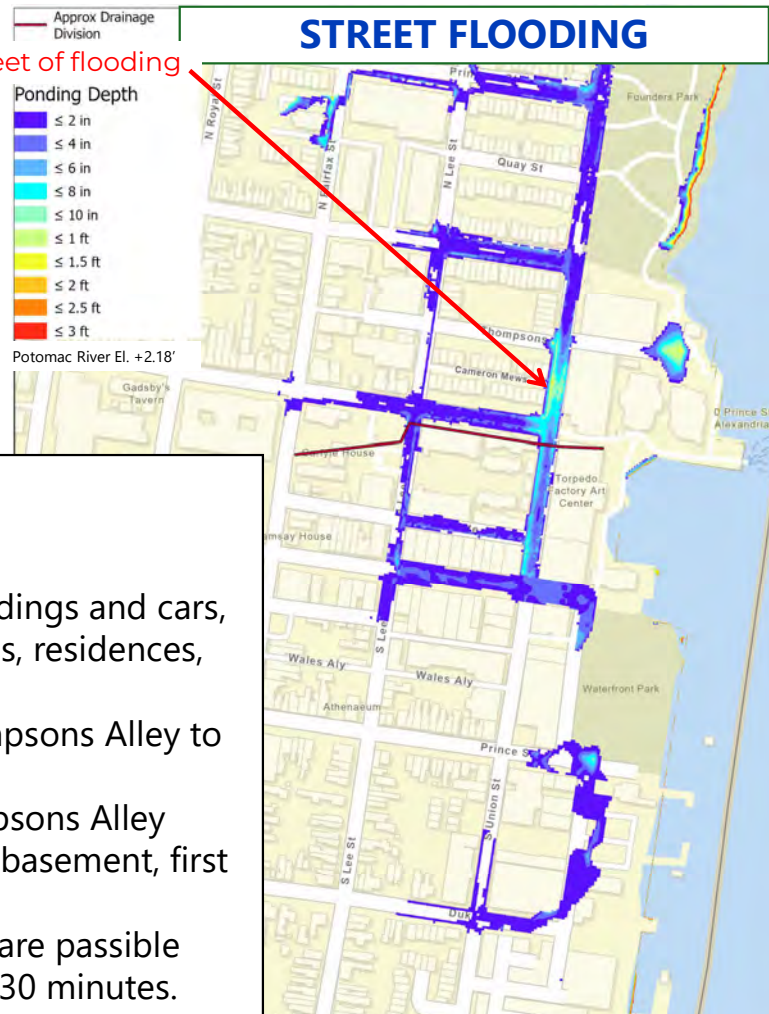 Approx Drainage
Division
STREET FLOODING
eet of flooding
Ponding Depth
≤ 2 in
≤ 4 in
≤ 6 in
≤ 8 in
≤ 10 in
≤ 1 ft
≤ 1.5 ft
≤ 2 ft
≤ 2.5 ft
≤ 3 ft
Potomac River El. +2.18'
N Royal St
Founders Park
Quay St
N Lee St
N Fairfax St
Thompsons
Cameron Mews
Gadsby's
Tavern
D Prince S
Alexandria
Carlyle House
Torpedo
Factory Art
Center
amsay House
dings and cars,
s, residences,
S Lee
Wales Aly
Wales Aly
Waterfront Park
Athenaeum
mpsons Alley to
Prince S
psons Alley
basement, first
S Union St
S Lee St
Duk
are passible
30 minutes.